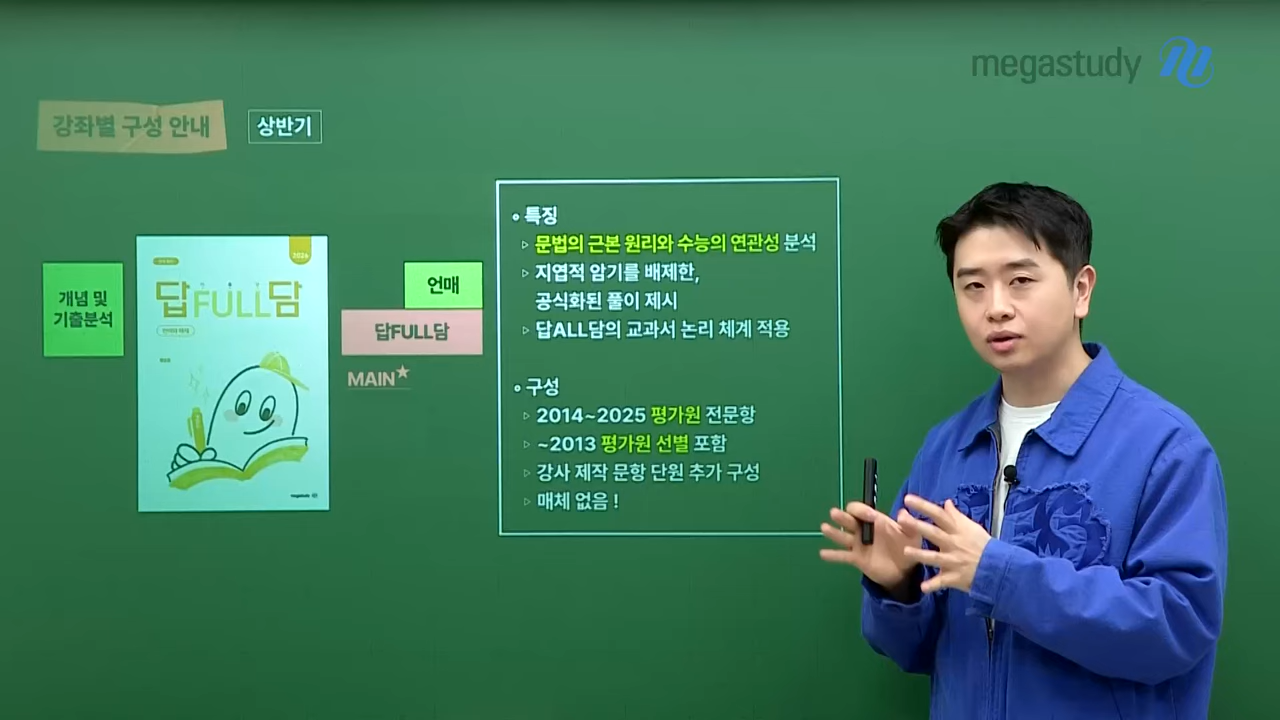 megastudy
강좌별 구성 안내
상반기
개념 및
기출분석
2026
답FULL담
megastudy
언매
답FULL담
MAIN
• 특징
▷ 문법의 근본 원리와 수능의 연관성 분석
▷ 지엽적 암기를 배제한,
공식화된 풀이 제시
▷ 답ALL담의 교과서 논리 체계 적용
• 구성
▷ 2014~2025 평가원 전문항
▷ ~2013 평가원 선별 포함
▷ 강사 제작 문항 단원 추가 구성
▷ 매체 없음 !